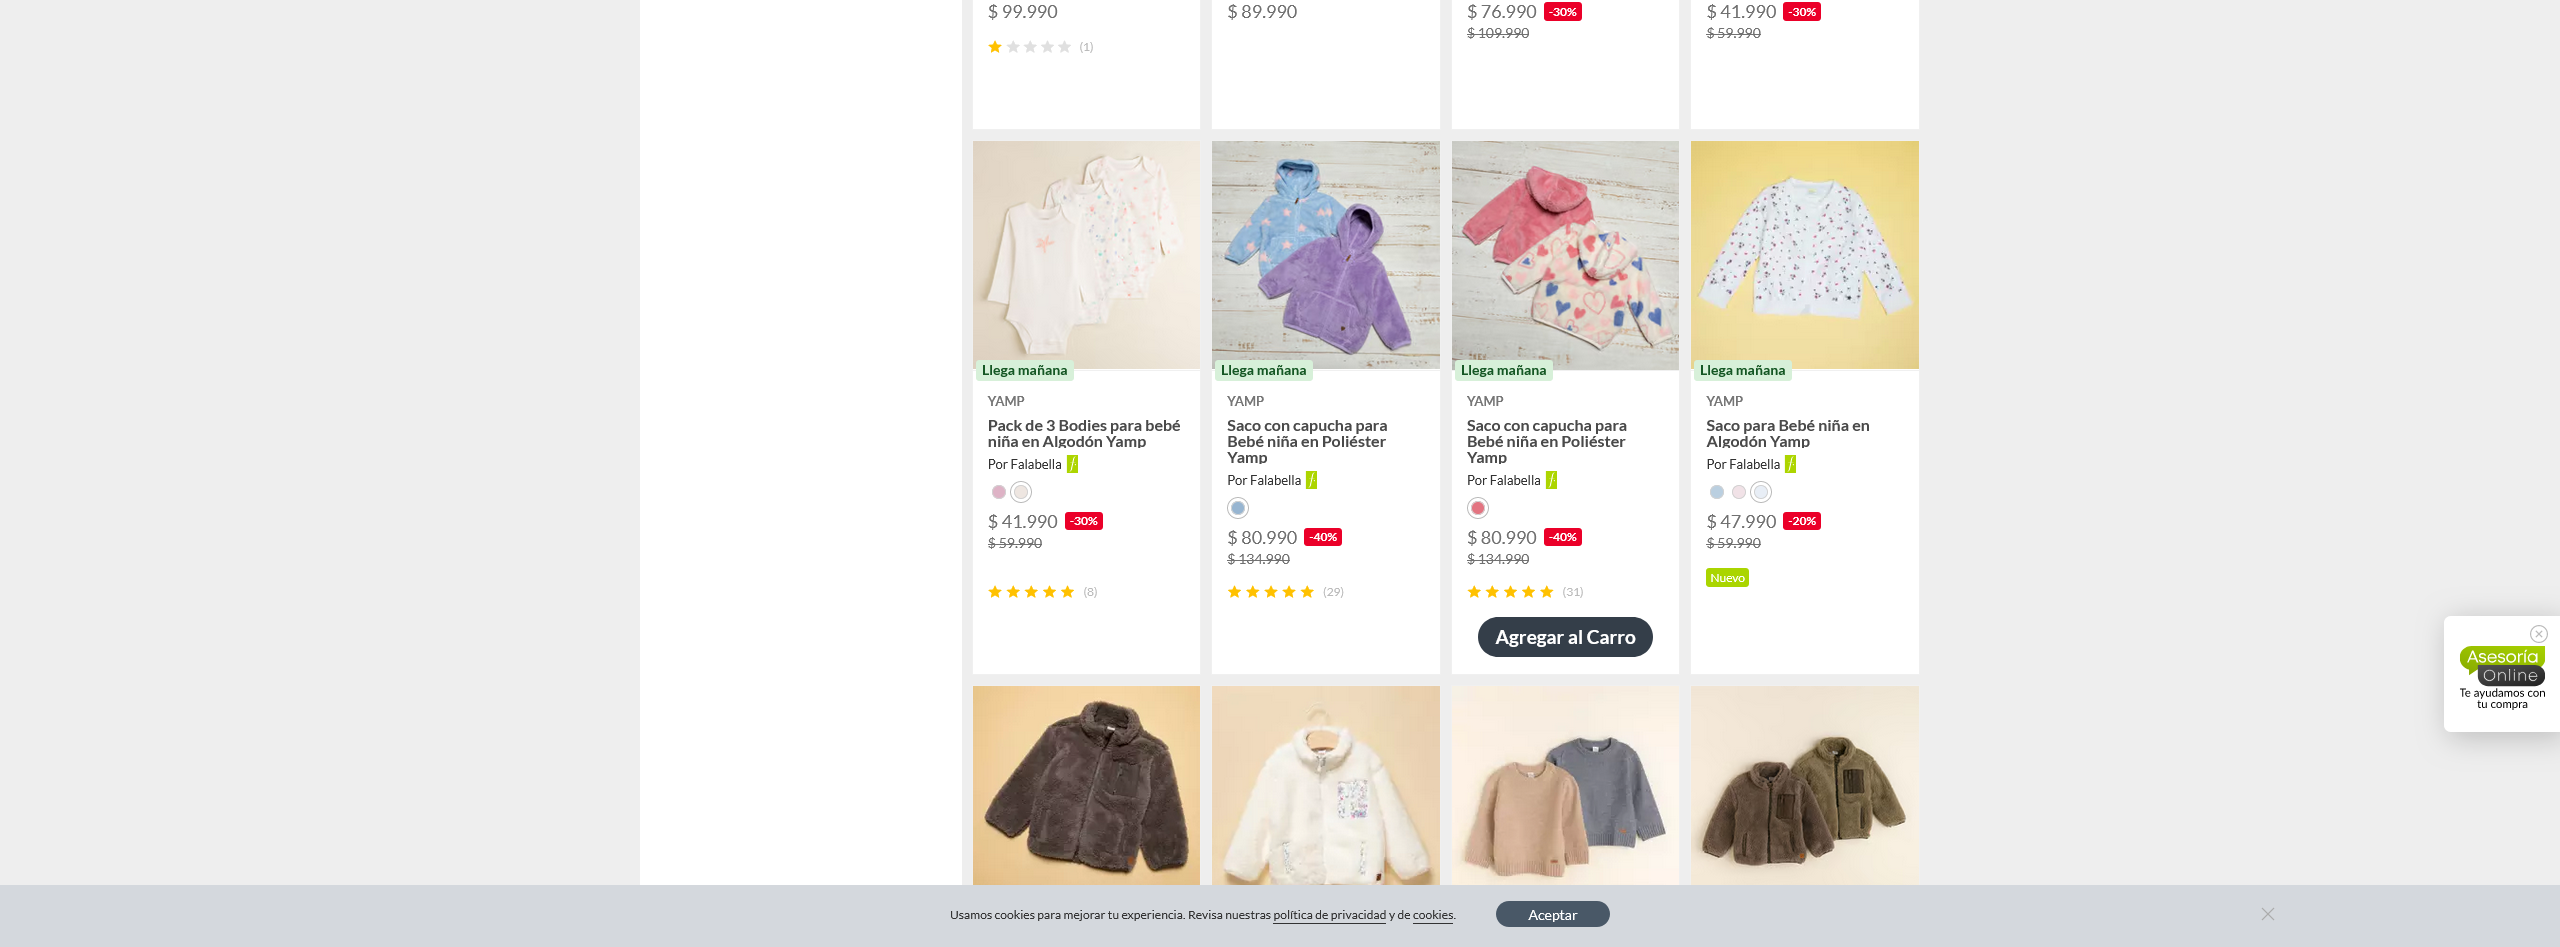 $ 99.990
(1)
$ 89.990
$ 76.990 -30%
$ 109.990
$ 41.990 -30%
$ 59.990
Llega mañana
YAMP
Pack de 3 Bodies para bebé
niña en Algodón Yamp
Por Falabella
$ 41.990 -30%
$ 59.990
(8)
Llega mañana
YAMP
Saco con capucha para
Bebé niña en Poliéster
Yamp
Por Falabella
$ 80.990 -40%
$ 134.990
(29)
Llega mañana
YAMP
Saco con capucha para
Bebé niña en Poliéster
Yamp
Por Falabella
$ 80.990 -40%
$ 134.990
(31)
Agregar al Carro
Llega mañana
YAMP
Saco para Bebé niña en
Algodón Yamp
Por Falabella
$ 47.990 -20%
$ 59.990
Nuevo
Asesoría
Online
Te ayudamos con
tu compra
Usamos cookies para mejorar tu experiencia. Revisa nuestras política de privacidad y de cookies.
Aceptar